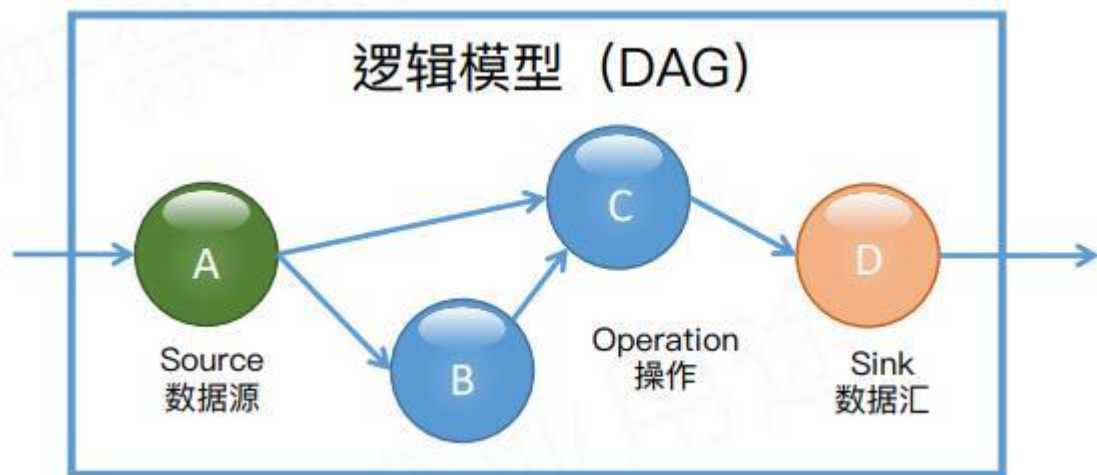 逻辑模型（DAG）
A
C
D
B
Source
数据源
Operation
操作
Sink
数据汇